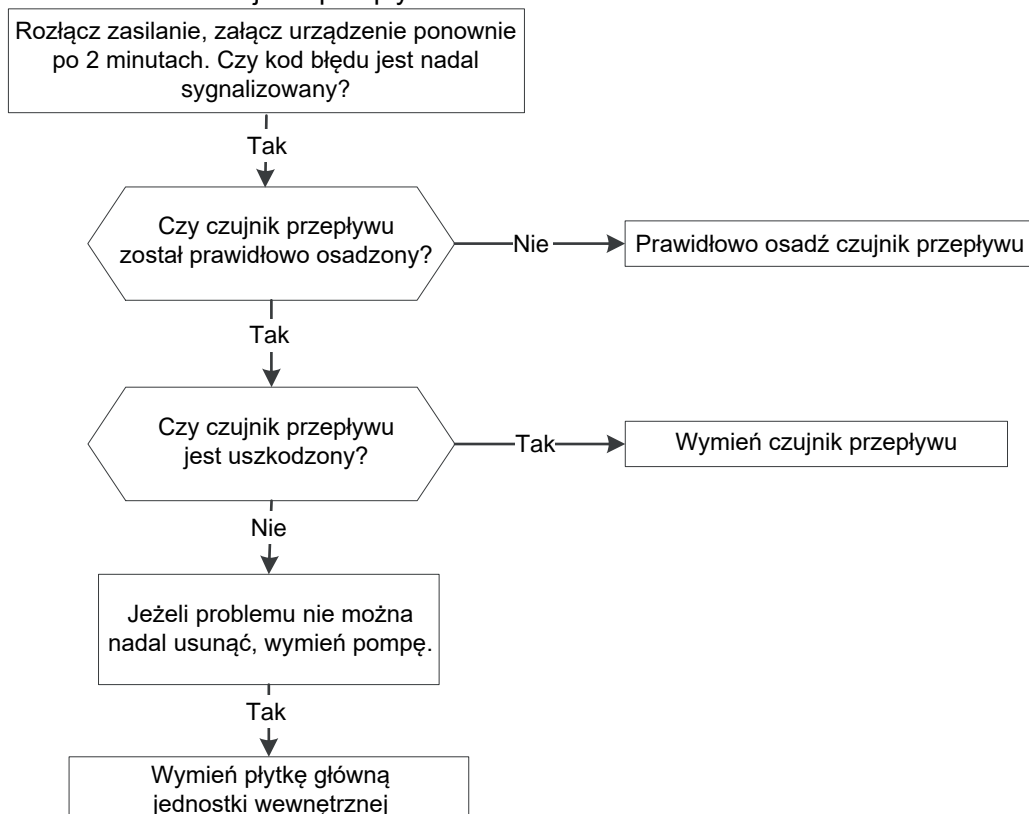 Rozłącz zasilanie, załącz urządzenie ponownie
po 2 minutach. Czy kod błędu jest nadal
sygnalizowany?
Tak
Czy czujnik przepływu
został prawidłowo osadzony?
Nie
Prawidłowo osadź czujnik przepływu
Tak
Czy czujnik przepływu
jest uszkodzony?
Tak
Wymień czujnik przepływu
Nie
Jeżeli problemu nie można
nadal usunąć, wymień pompę.
Tak
Wymień płytkę główną
jednostki wewnętrznej